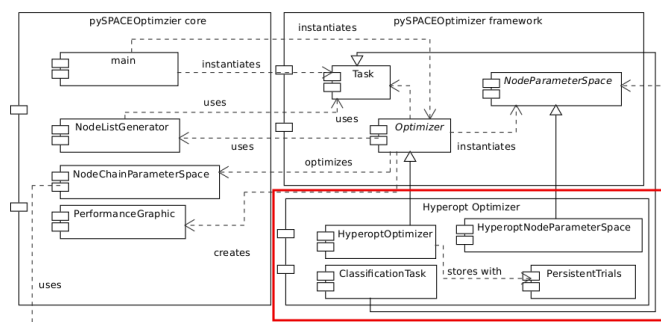 pySPACEOptimzier core
pySPACEOptimizer framework
instantiates
main
instantiates
Task
NodeParameterSpace
uses
NodeListGenerator
uses
uses
Optimizer
instantiates
optimizes
NodeChainParameterSpace
PerformanceGraphic
creates
uses
Hyperopt Optimizer
HyperoptOptimizer
HyperoptNodeParameterSpace
ClassificationTask
stores with
PersistentTrials